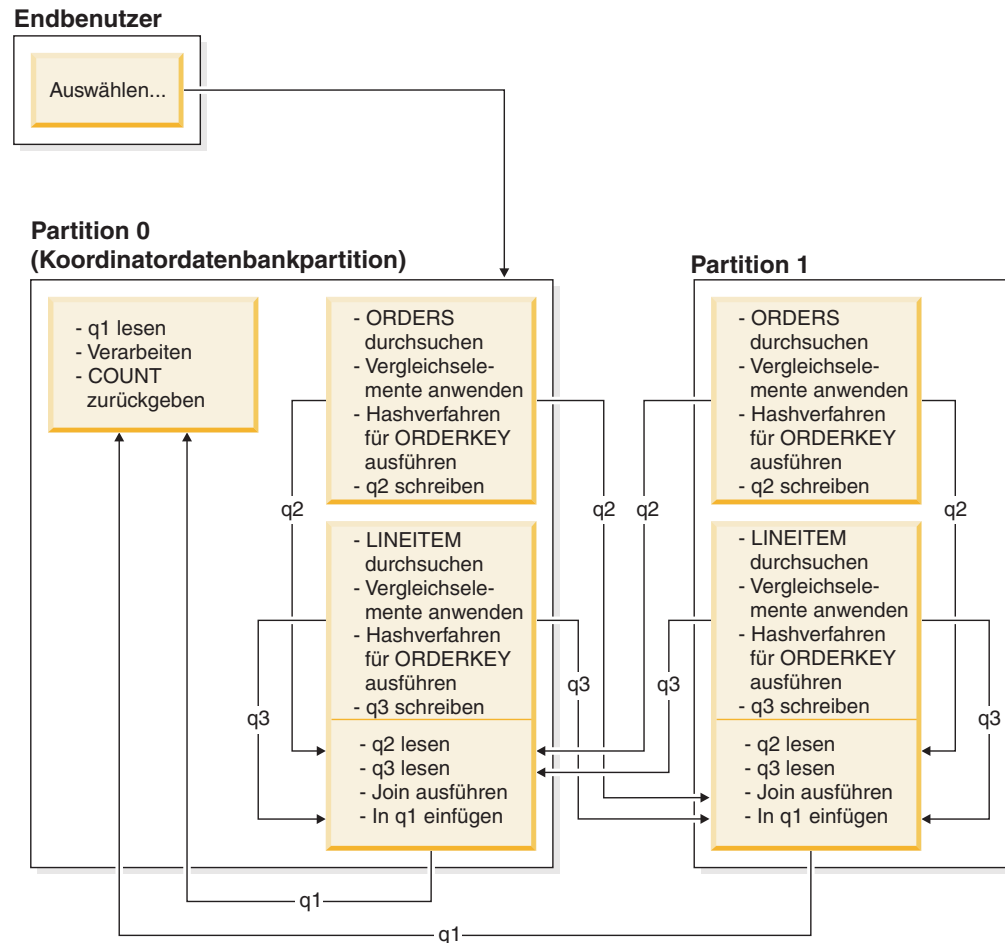 Endbenutzer
Auswählen...
Partition 0
(Koordinatordatenbankpartition)
- q1 lesen
- Verarbeiten
- COUNT
zurückgeben
- ORDERS
durchsuchen
- Vergleichsele-
mente anwenden
- Hashverfahren
für ORDERKEY
ausführen
- q2 schreiben
- LINEITEM
durchsuchen
- Vergleichsele-
mente anwenden
- Hashverfahren
für ORDERKEY
ausführen
- q3 schreiben
- q2 lesen
- q3 lesen
- Join ausführen
- In q1 einfügen
q2
q3
q2
q3
q2
q3
Partition 1
- ORDERS
durchsuchen
- Vergleichsele-
mente anwenden
- Hashverfahren
für ORDERKEY
ausführen
- q2 schreiben
- LINEITEM
durchsuchen
- Vergleichsele-
mente anwenden
- Hashverfahren
für ORDERKEY
ausführen
- q3 schreiben
- q2 lesen
- q3 lesen
- Join ausführen
- In q1 einfügen
q2
q3
q1
q1